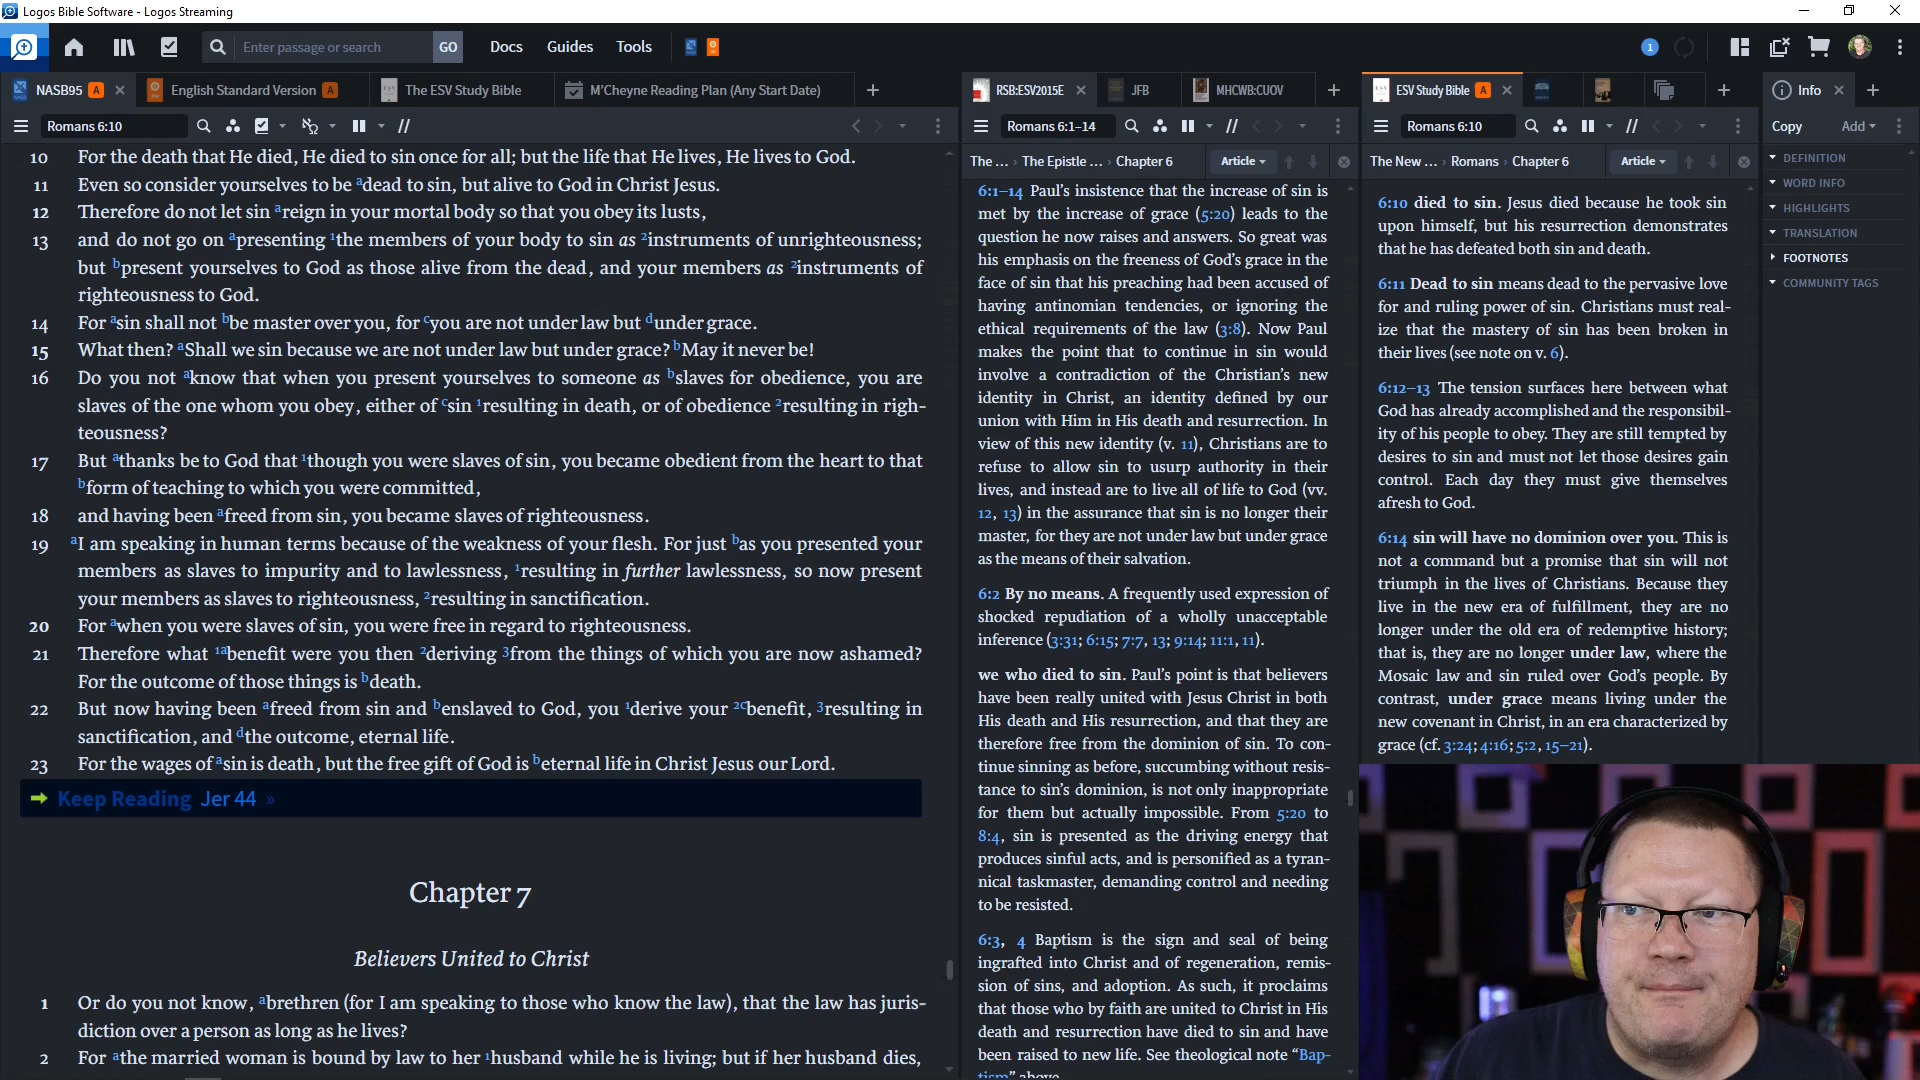 Logos Bible Software - Logos Streaming
Enter passage or search
GO
Docs
Guides
Tools
1
NASB95 A
English Standard Version A
The ESV Study Bible
M'Cheyne Reading Plan (Any Start Date)
Romans 6:10
10 For the death that He died, He died to sin once for all; but the life that He lives, He lives to God.
11 Even so consider yourselves to be adead to sin, but alive to God in Christ Jesus.
12 Therefore do not let sin areign in your mortal body so that you obey its lusts,
13 and do not go on apresenting 1the members of your body to sin as 2instruments of unrighteousness;
but bpresent yourselves to God as those alive from the dead, and your members as 2instruments of
righteousness to God.
14 For asin shall not bbe master over you, for cyou are not under law but dunder grace.
15 What then? aShall we sin because we are not under law but under grace? bMay it never be!
16 Do you not aknow that when you present yourselves to someone as bslaves for obedience, you are
slaves of the one whom you obey, either of csin 1resulting in death, or of obedience 2resulting in righ-
teousness?
17 But athanks be to God that 1though you were slaves of sin, you became obedient from the heart to that
bform of teaching to which you were committed,
18 and having been afreed from sin, you became slaves of righteousness.
19 aI am speaking in human terms because of the weakness of your flesh. For just bas you presented your
members as slaves to impurity and to lawlessness, 1resulting in further lawlessness, so now present
your members as slaves to righteousness, 2resulting in sanctification.
20 For awhen you were slaves of sin, you were free in regard to righteousness.
21 Therefore what 1abenefit were you then 2deriving 3from the things of which you are now ashamed?
For the outcome of those things is bdeath.
22 But now having been afreed from sin and benslaved to God, you 1derive your 2cbenefit, 3resulting in
sanctification, and dthe outcome, eternal life.
23 For the wages of asin is death, but the free gift of God is beternal life in Christ Jesus our Lord.
Keep Reading Jer 44 »
Chapter 7
Believers United to Christ
1 Or do you not know, abrethren (for I am speaking to those who know the law), that the law has juris-
diction over a person as long as he lives?
2 For athe married woman is bound by law to her 1husband while he is living; but if her husband dies,
RSB:ESV2015E
JFB
MHCWB:CUOV
Romans 6:1–14
The ... › The Epistle ... › Chapter 6
Article
6:1–14 Paul's insistence that the increase of sin is
met by the increase of grace (5:20) leads to the
question he now raises and answers. So great was
his emphasis on the freeness of God's grace in the
face of sin that his preaching had been accused of
having antinomian tendencies, or ignoring the
ethical requirements of the law (3:8). Now Paul
makes the point that to continue in sin would
involve a contradiction of the Christian's new
identity in Christ, an identity defined by our
union with Him in His death and resurrection. In
view of this new identity (v. 11), Christians are to
refuse to allow sin to usurp authority in their
lives, and instead are to live all of life to God (vv.
12, 13) in the assurance that sin is no longer their
master, for they are not under law but under grace
as the means of their salvation.
6:2 By no means. A frequently used expression of
shocked repudiation of a wholly unacceptable
inference (3:31; 6:15; 7:7, 13; 9:14; 11:1, 11).
we who died to sin. Paul's point is that believers
have been really united with Jesus Christ in both
His death and His resurrection, and that they are
therefore free from the dominion of sin. To con-
tinue sinning as before, succumbing without resis-
tance to sin's dominion, is not only inappropriate
for them but actually impossible. From 5:20 to
8:4, sin is presented as the driving energy that
produces sinful acts, and is personified as a tyran-
nical taskmaster, demanding control and needing
to be resisted.
6:3, 4 Baptism is the sign and seal of being
ingrafted into Christ and of regeneration, remis-
sion of sins, and adoption. As such, it proclaims
that those who by faith are united to Christ in His
death and resurrection have died to sin and have
been raised to new life. See theological note “Bap-
tism” above.
ESV Study Bible A
Romans 6:10
The New ... › Romans › Chapter 6
Article
6:10 died to sin. Jesus died because he took sin
upon himself, but his resurrection demonstrates
that he has defeated both sin and death.
6:11 Dead to sin means dead to the pervasive love
for and ruling power of sin. Christians must real-
ize that the mastery of sin has been broken in
their lives (see note on v. 6).
6:12–13 The tension surfaces here between what
God has already accomplished and the responsibil-
ity of his people to obey. They are still tempted by
desires to sin and must not let those desires gain
control. Each day they must give themselves
afresh to God.
6:14 sin will have no dominion over you. This is
not a command but a promise that sin will not
triumph in the lives of Christians. Because they
live in the new era of fulfillment, they are no
longer under the old era of redemptive history;
that is, they are no longer under law, where the
Mosaic law and sin ruled over God's people. By
contrast, under grace means living under the
new covenant in Christ, in an era characterized by
grace (cf. 3:24; 4:16; 5:2, 15–21).
Info
Copy
Add
DEFINITION
WORD INFO
HIGHLIGHTS
TRANSLATION
FOOTNOTES
COMMUNITY TAGS